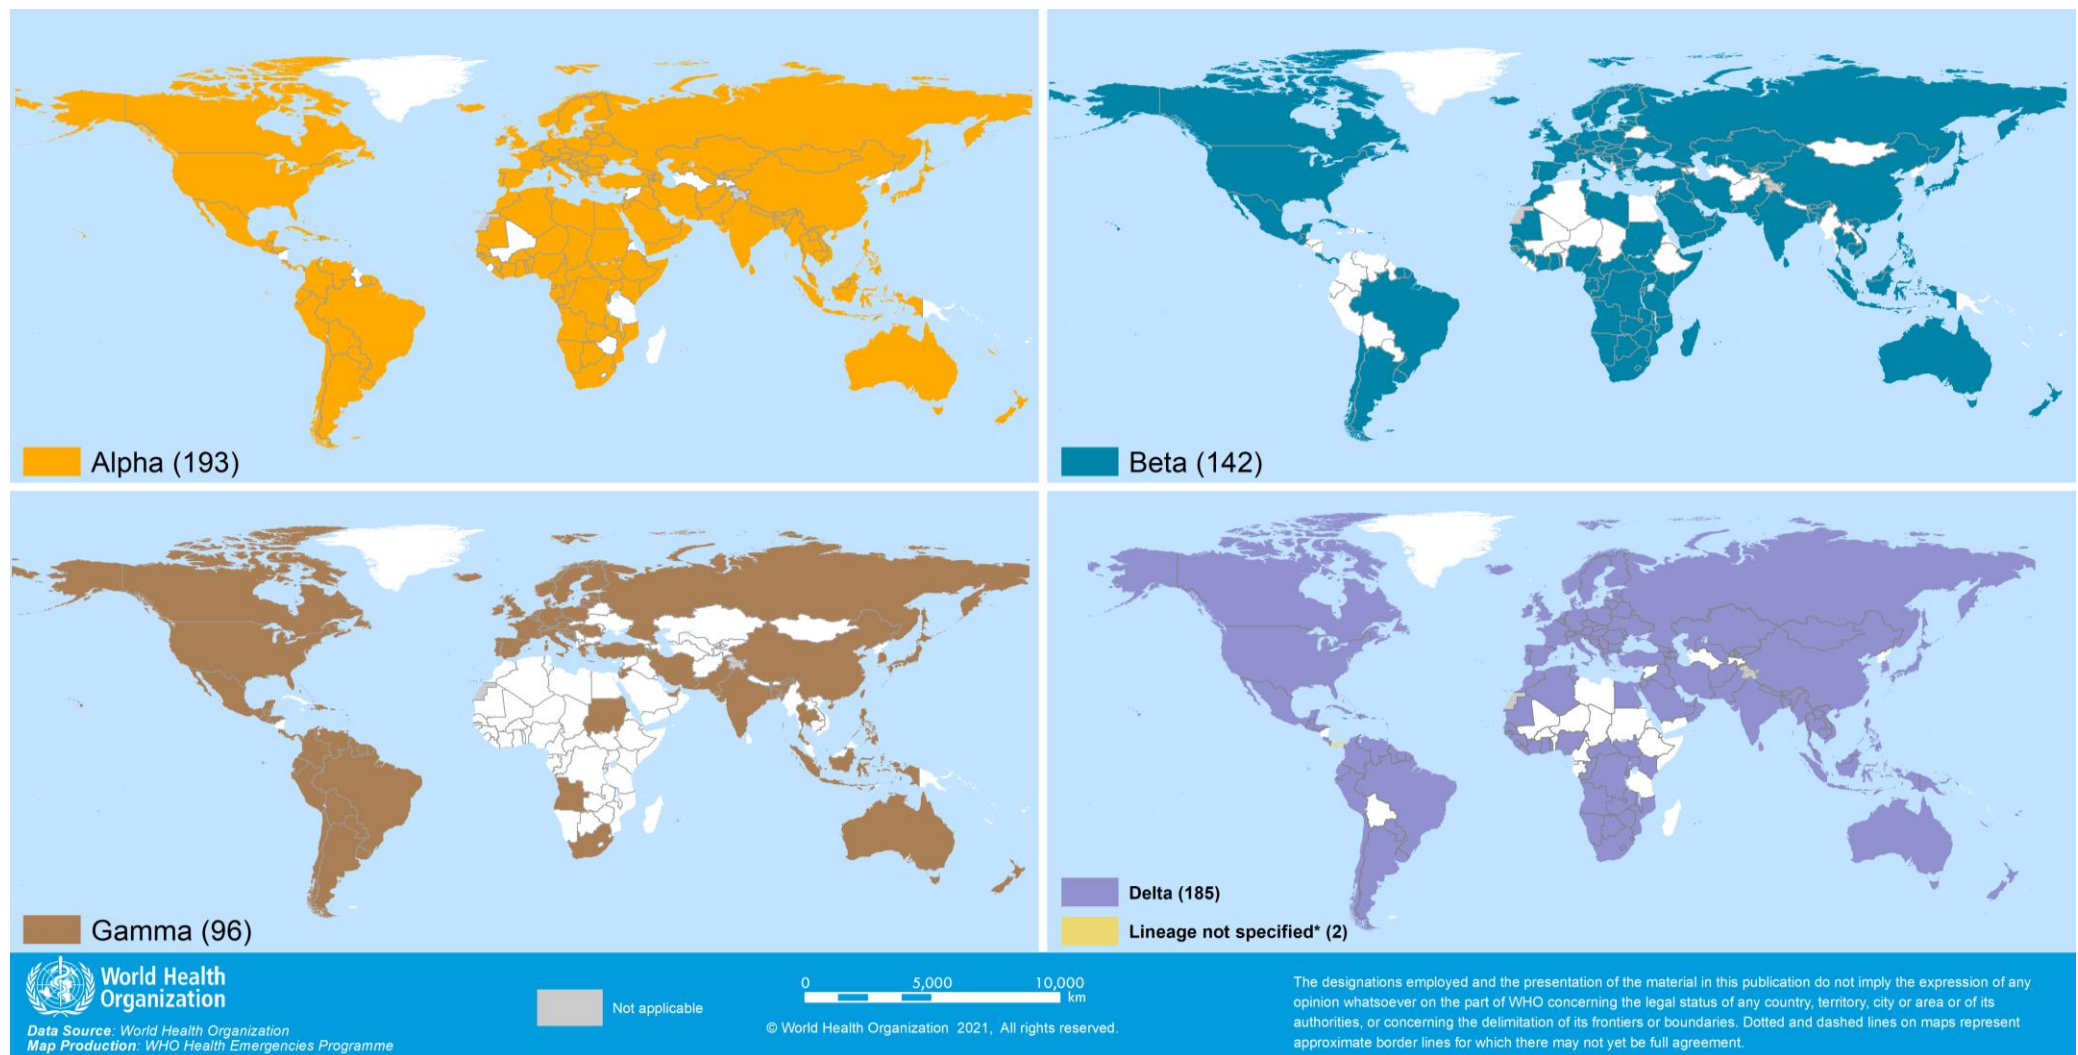 Alpha (193)
Beta (142)
Gamma (96)
Delta (185)
Lineage not specified* (2)
World Health
Organization
Data Source: World Health Organization
Map Production: WHO Health Emergencies Programme
Not applicable
0 5,000 10,000
km
© World Health Organization 2021, All rights reserved.
The designations employed and the presentation of the material in this publication do not imply the expression of any
opinion whatsoever on the part of WHO concerning the legal status of any country, territory, city or area or of its
authorities, or concerning the delimitation of its frontiers or boundaries. Dotted and dashed lines on maps represent
approximate border lines for which there may not yet be full agreement.